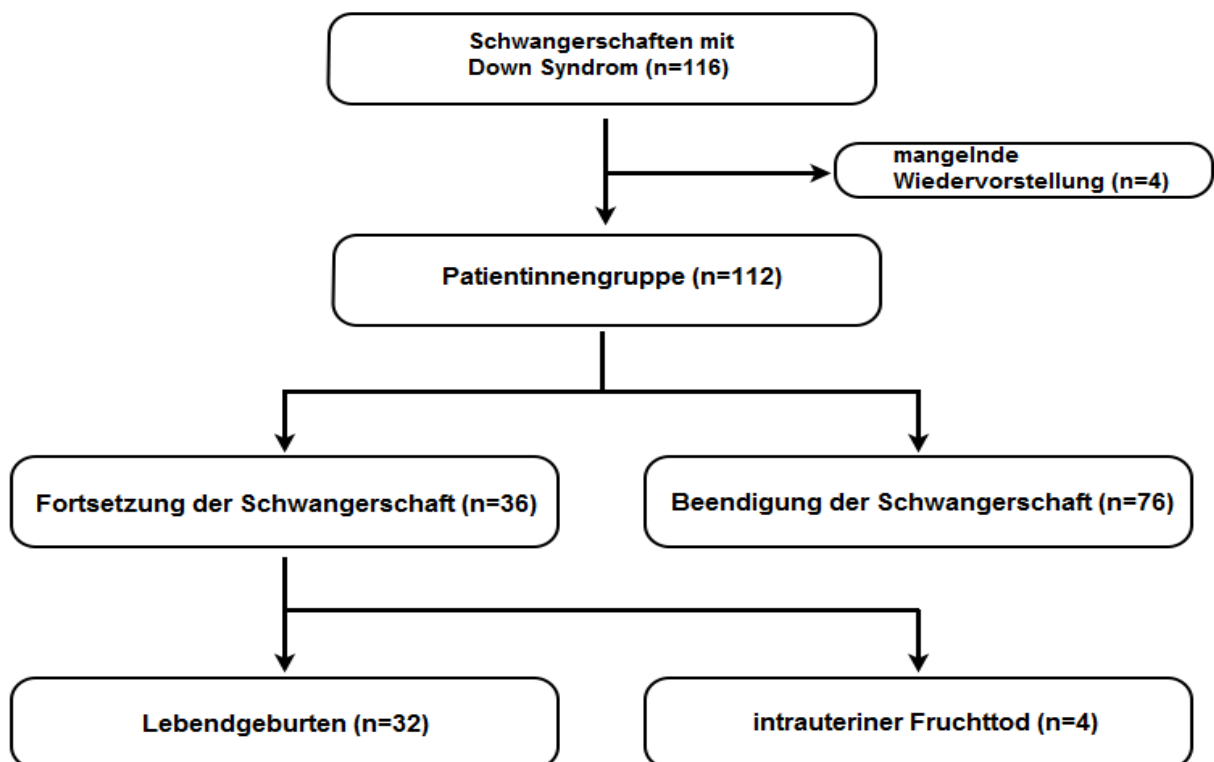 Schwangerschaften mit
Down Syndrom (n=116)
mangelnde
Wiedervorstellung (n=4)
Patientinnengruppe (n=112)
Fortsetzung der Schwangerschaft (n=36)
Beendigung der Schwangerschaft (n=76)
Lebendgeburten (n=32)
intrauteriner Fruchttod (n=4)